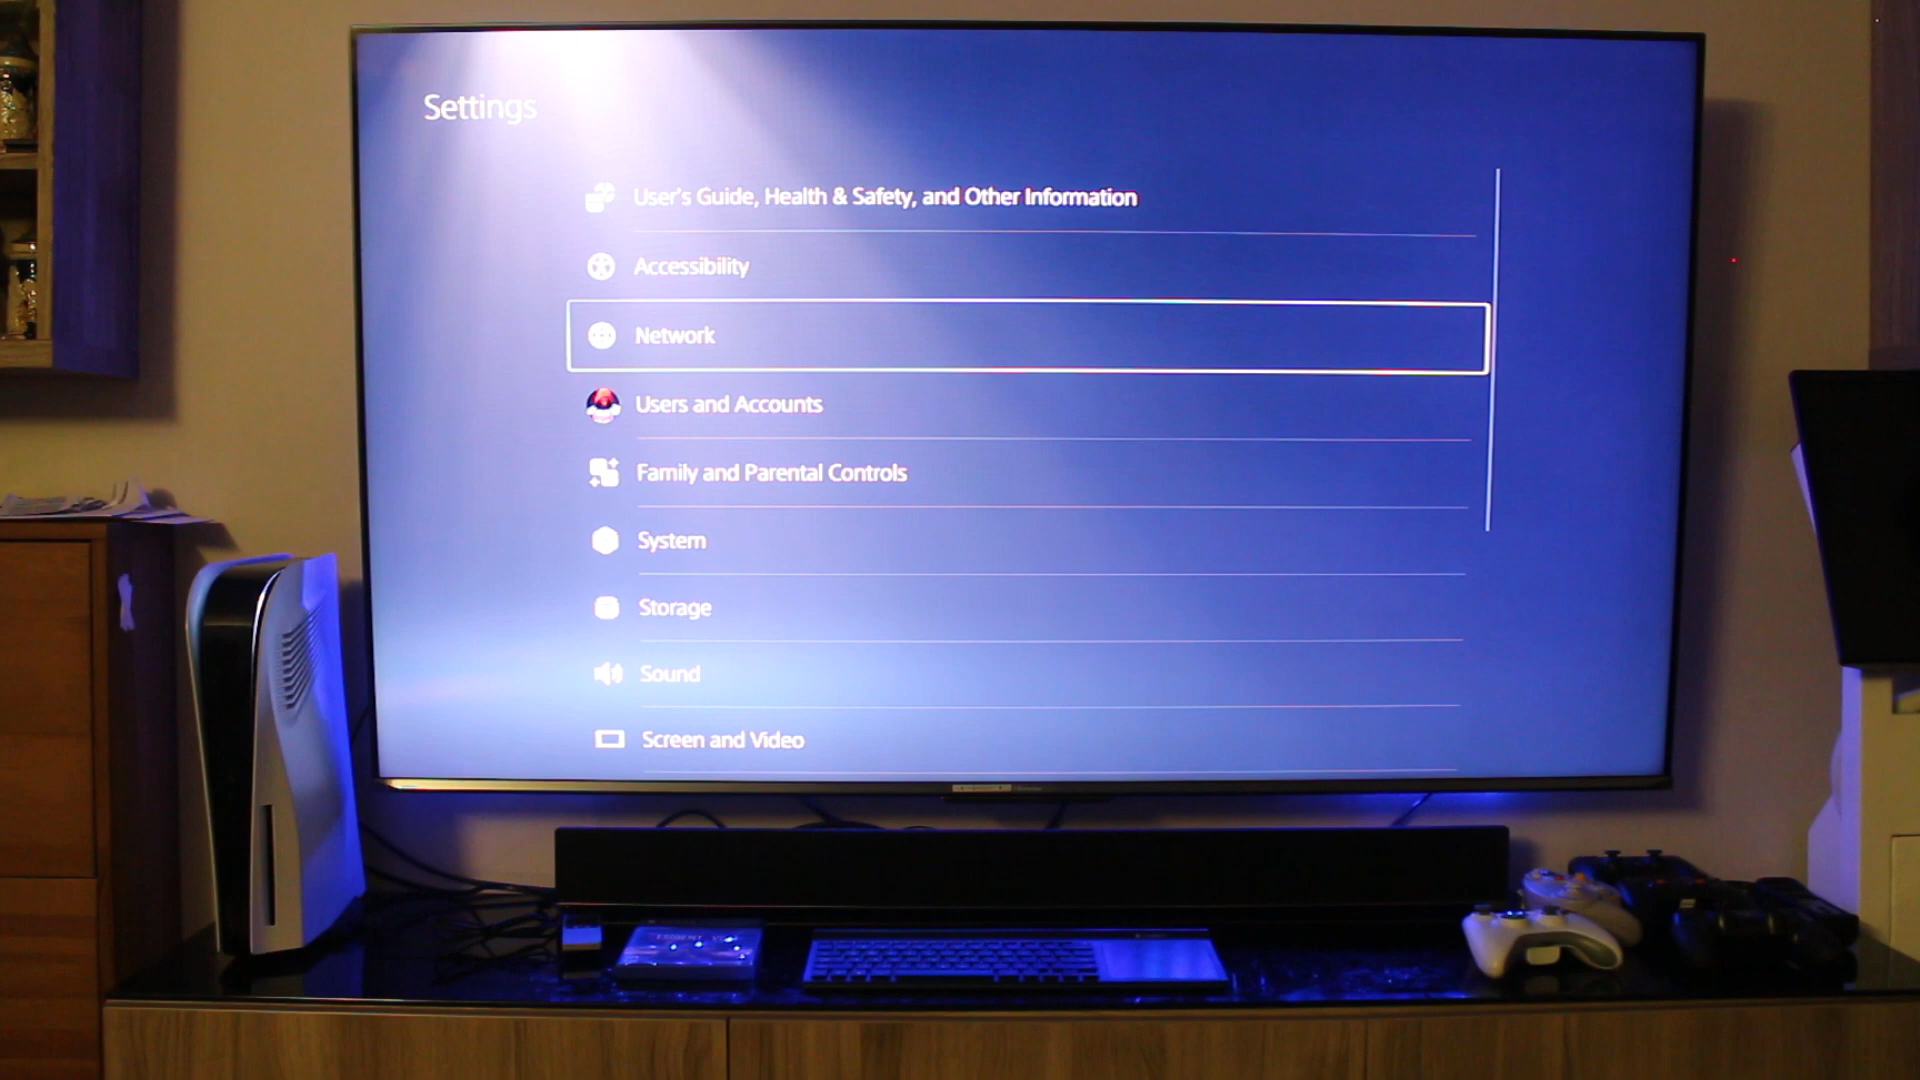 Settings
User's Guide, Health & Safety, and Other Information
Accessibility
Network
Users and Accounts
Family and Parental Controls
System
Storage
Sound
Screen and Video